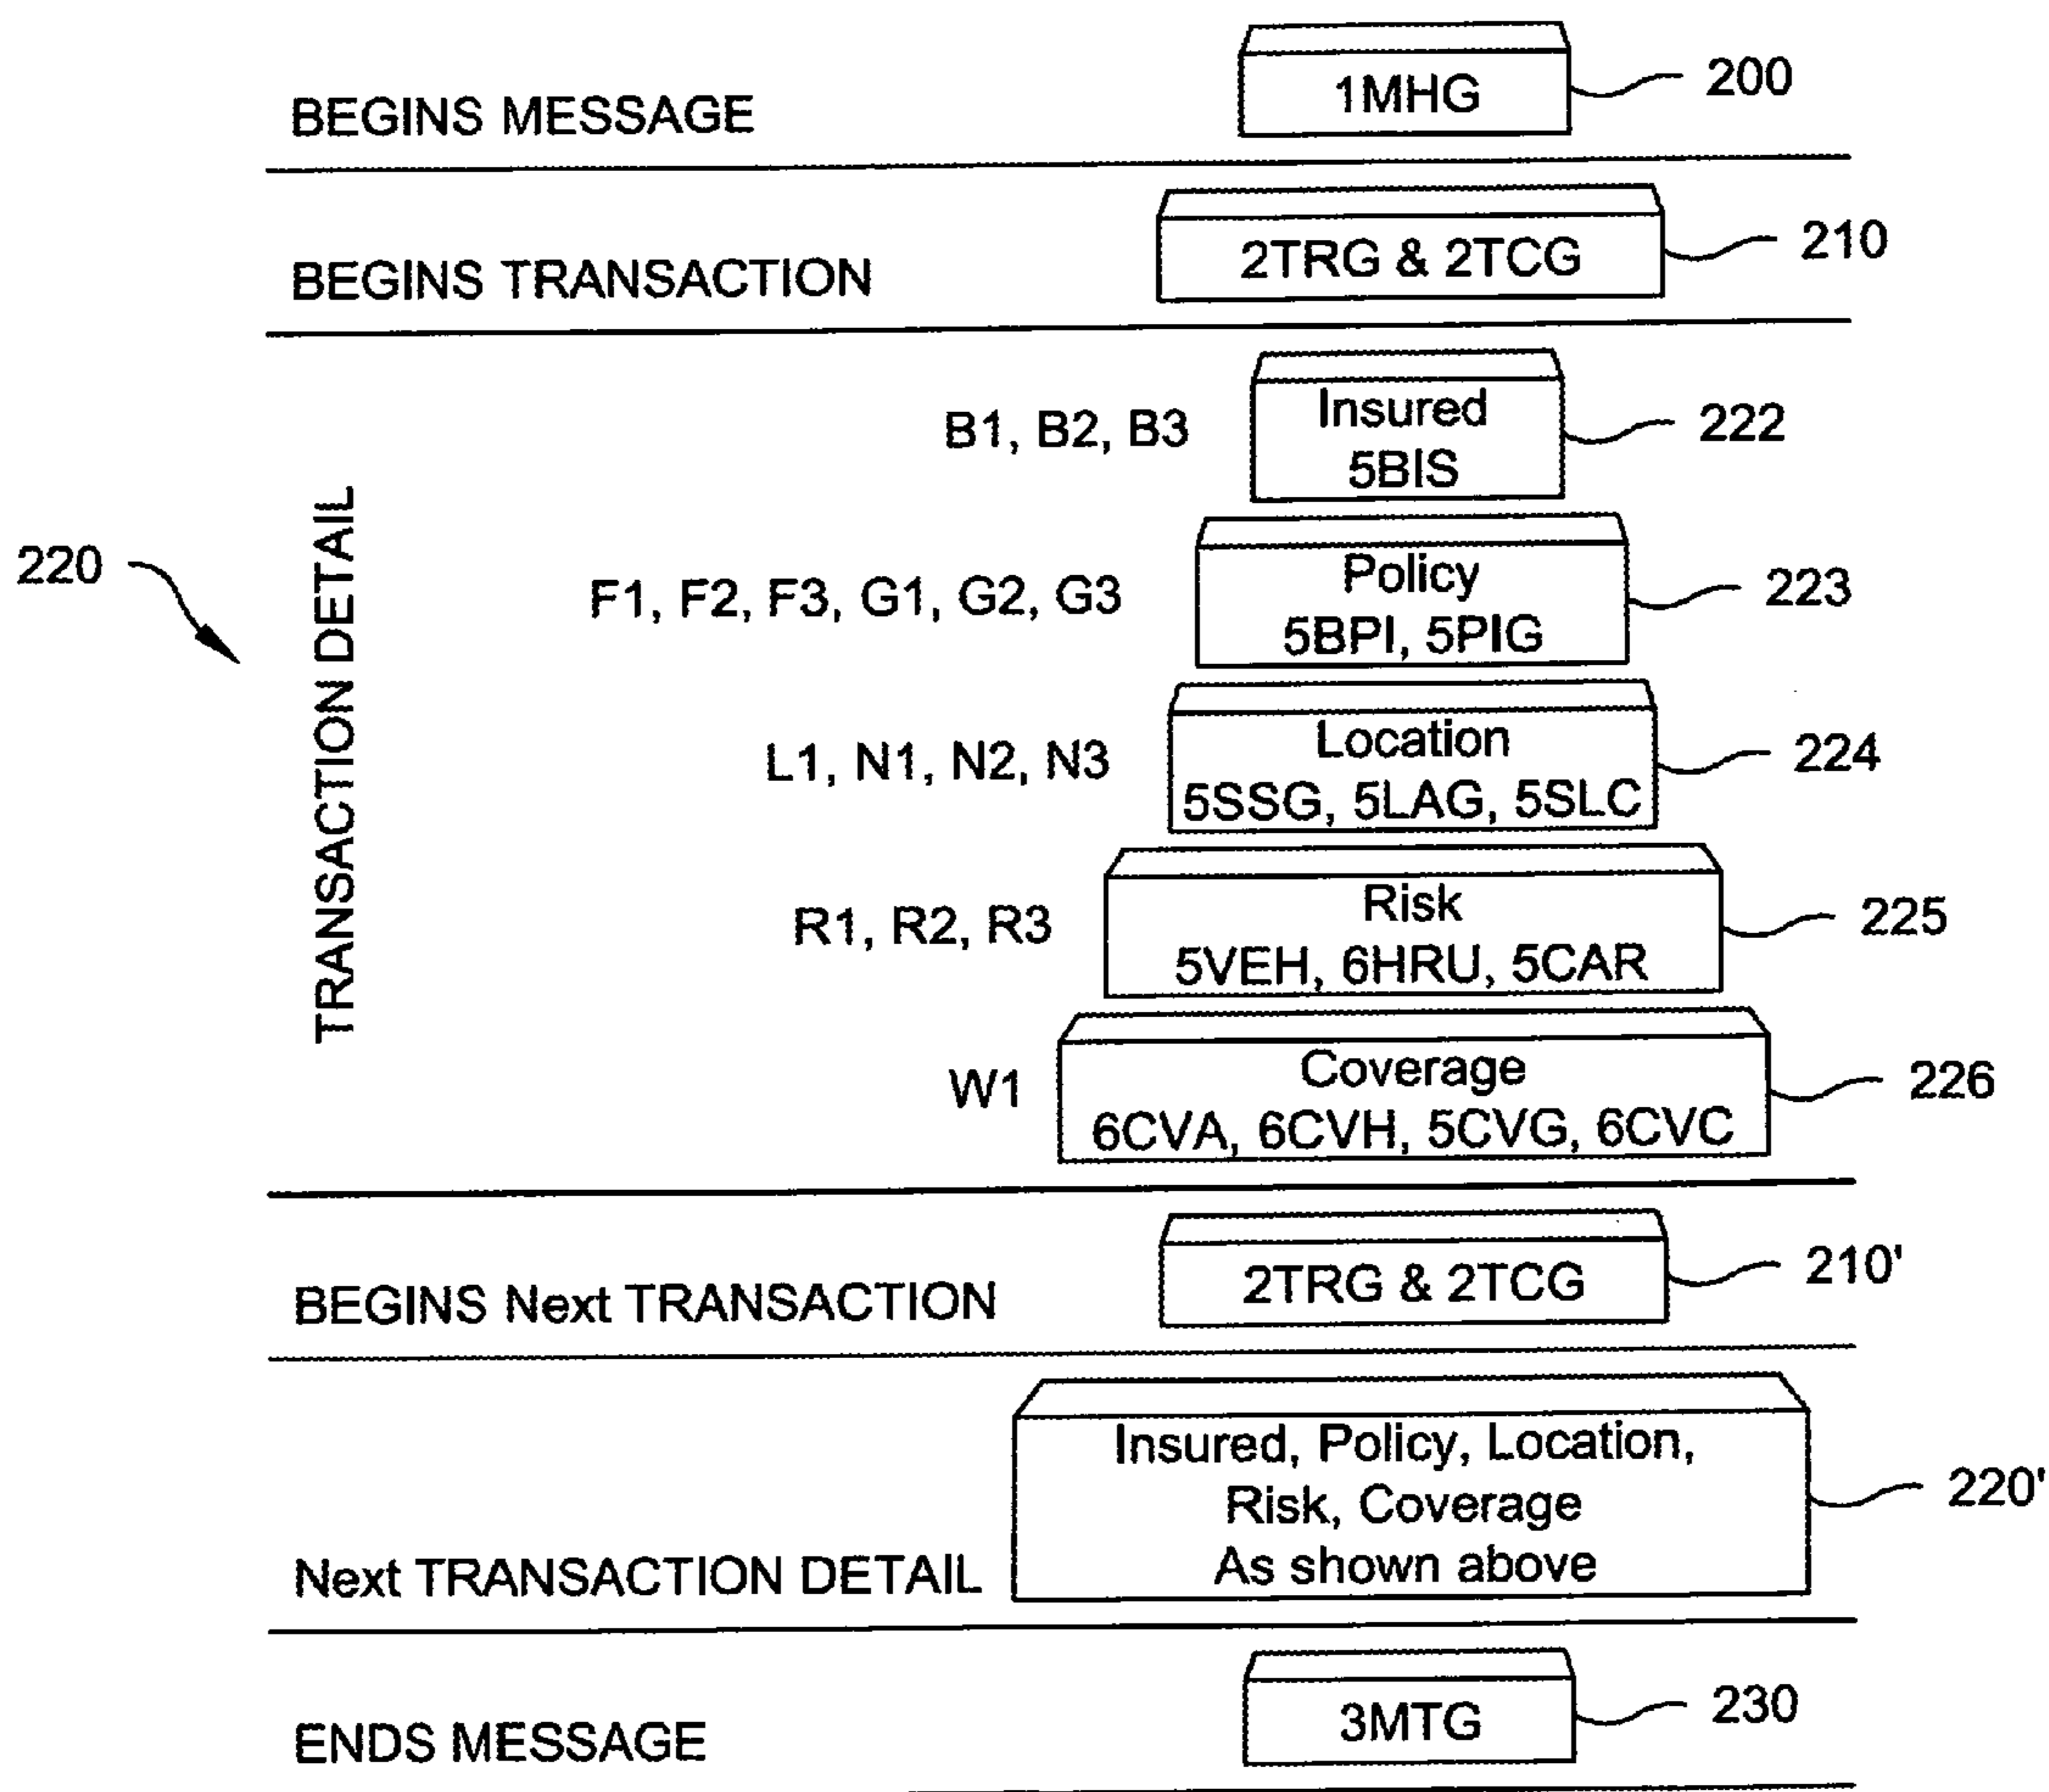 1MHG
200
BEGINS MESSAGE
2TRG & 2TCG
210
BEGINS TRANSACTION
220
TRANSACTION DETAIL
B1, B2, B3
Insured
5BIS
222
F1, F2, F3, G1, G2, G3
Policy
5BPI, 5PIG
223
L1, N1, N2, N3
Location
5SSG, 5LAG, 5SLC
224
R1, R2, R3
Risk
5VEH, 6HRU, 5CAR
225
W1
Coverage
6CVA, 6CVH, 5CVG, 6CVC
226
2TRG & 2TCG
210'
BEGINS Next TRANSACTION
Insured, Policy, Location,
Risk, Coverage
As shown above
220'
Next TRANSACTION DETAIL
3MTG
230
ENDS MESSAGE